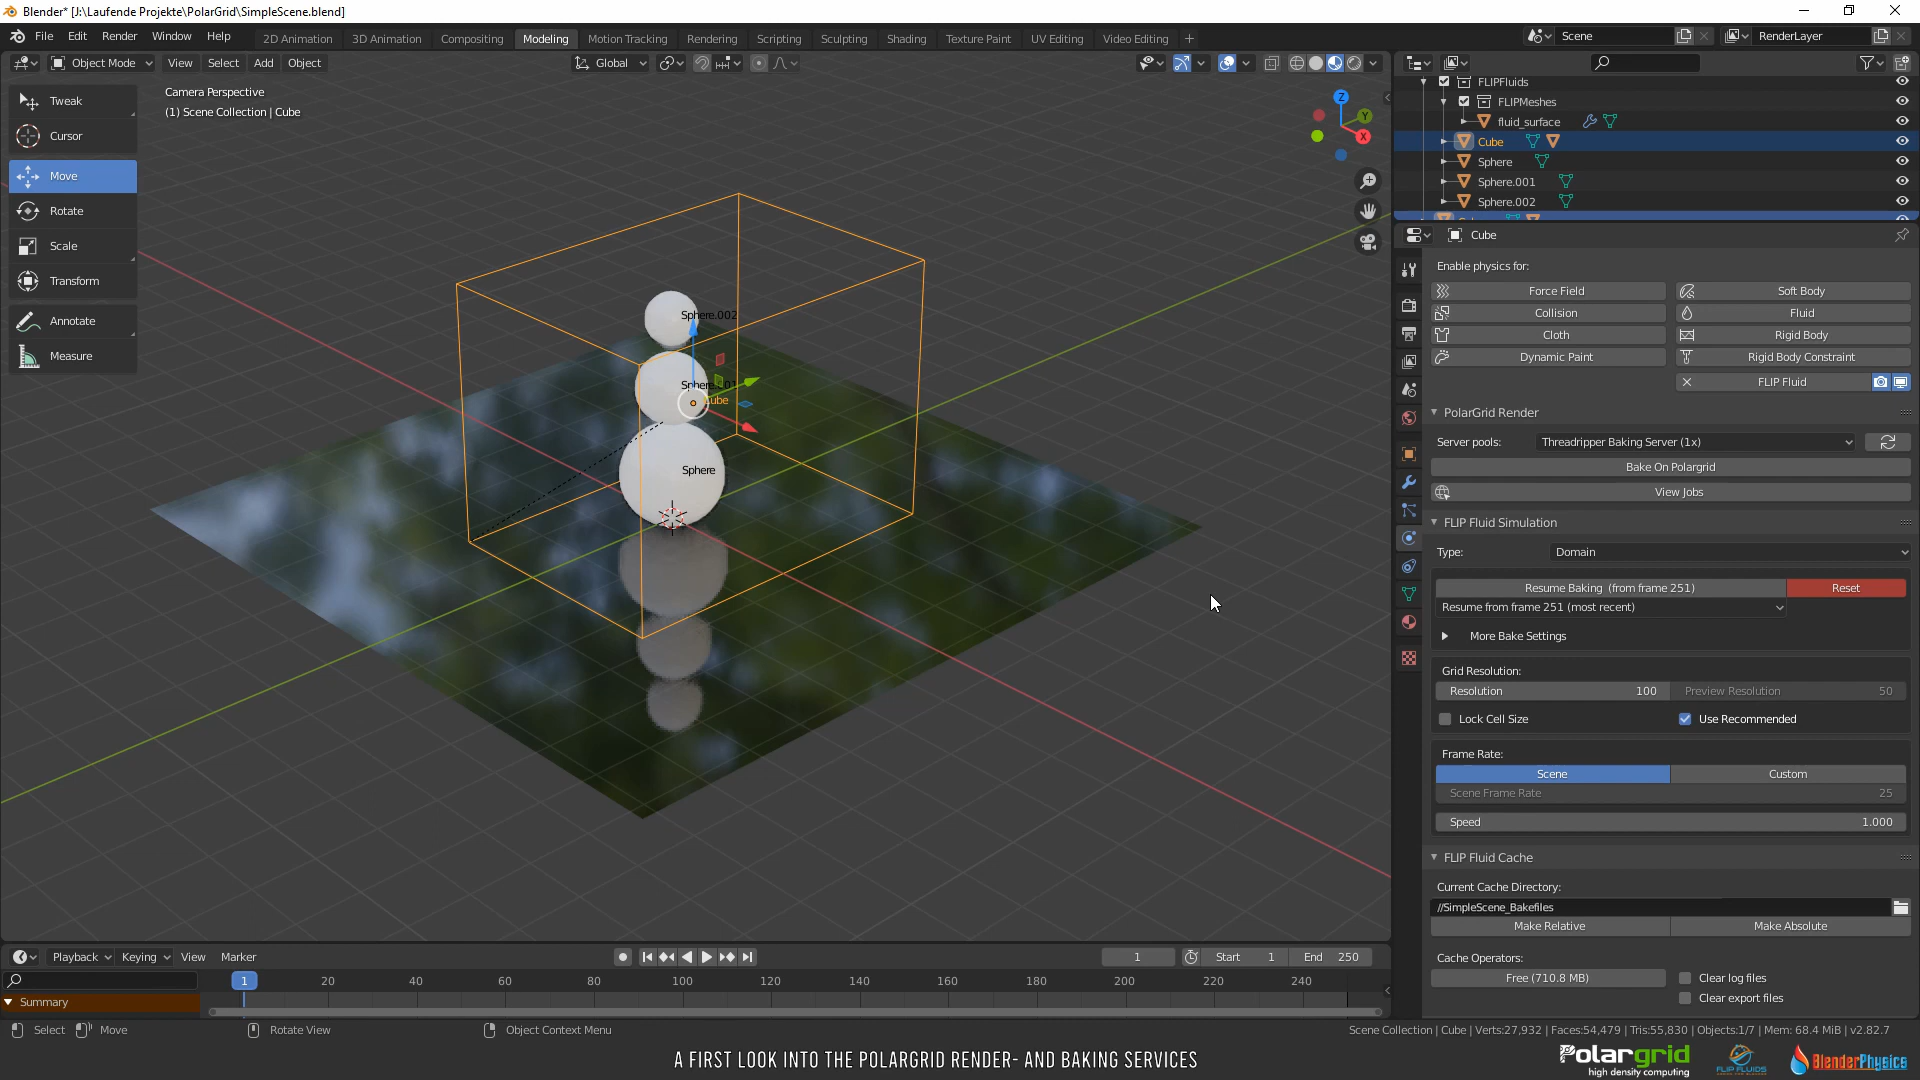 Blender* [J:\Laufende Projekte\PolarGrid\SimpleScene.blend]
File Edit Render Window Help 2D Animation 3D Animation Compositing Modeling Motion Tracking Rendering Scripting Sculpting Shading Texture Paint UV Editing Video Editing + Scene RenderLayer
Object Mode View Select Add Object Global
Camera Perspective
(1) Scene Collection | Cube
Tweak
Cursor
Move
Rotate
Scale
Transform
Annotate
Measure
Z
Y
X
Sphere.002
Cube
Sphere
FLIPFluids
FLIPMeshes
fluid_surface
Cube
Sphere
Sphere.001
Sphere.002
Cube
Enable physics for:
Force Field Soft Body
Collision Fluid
Cloth Rigid Body
Dynamic Paint Rigid Body Constraint
FLIP Fluid
PolarGrid Render
Server pools: Threadripper Baking Server (1x)
Bake On Polargrid
View Jobs
FLIP Fluid Simulation
Type: Domain
Resume Baking (from frame 251) Reset
Resume from frame 251 (most recent)
More Bake Settings
Grid Resolution:
Resolution 100 Preview Resolution 50
Lock Cell Size Use Recommended
Frame Rate:
Scene Custom
Scene Frame Rate 25
Speed 1.000
FLIP Fluid Cache
Current Cache Directory:
//SimpleScene_Bakefiles
Make Relative Make Absolute
Cache Operators:
Free (710.8 MB) Clear log files
Clear export files
Playback Keying View Marker 1 Start 1 End 250
1 20 40 60 80 100 120 140 160 180 200 220 240
Summary
Select Move Rotate View Object Context Menu Scene Collection | Cube | Verts:27,932 | Faces:54,479 | Tris:55,830 | Objects:1/7 | Mem: 68.4 MiB | v2.82.7
A FIRST LOOK INTO THE POLARGRID RENDER- AND BAKING SERVICES
Polargrid
high density computing
FLIP FLUIDS
BlenderPhysics